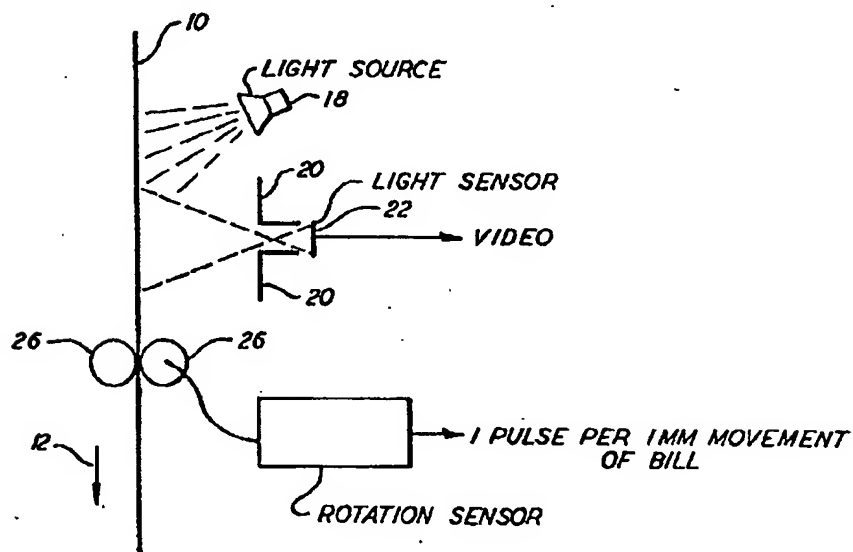 10
LIGHT SOURCE
18
20
LIGHT SENSOR
22
VIDEO
20
26
26
12
1 PULSE PER 1MM MOVEMENT
OF BILL
ROTATION SENSOR